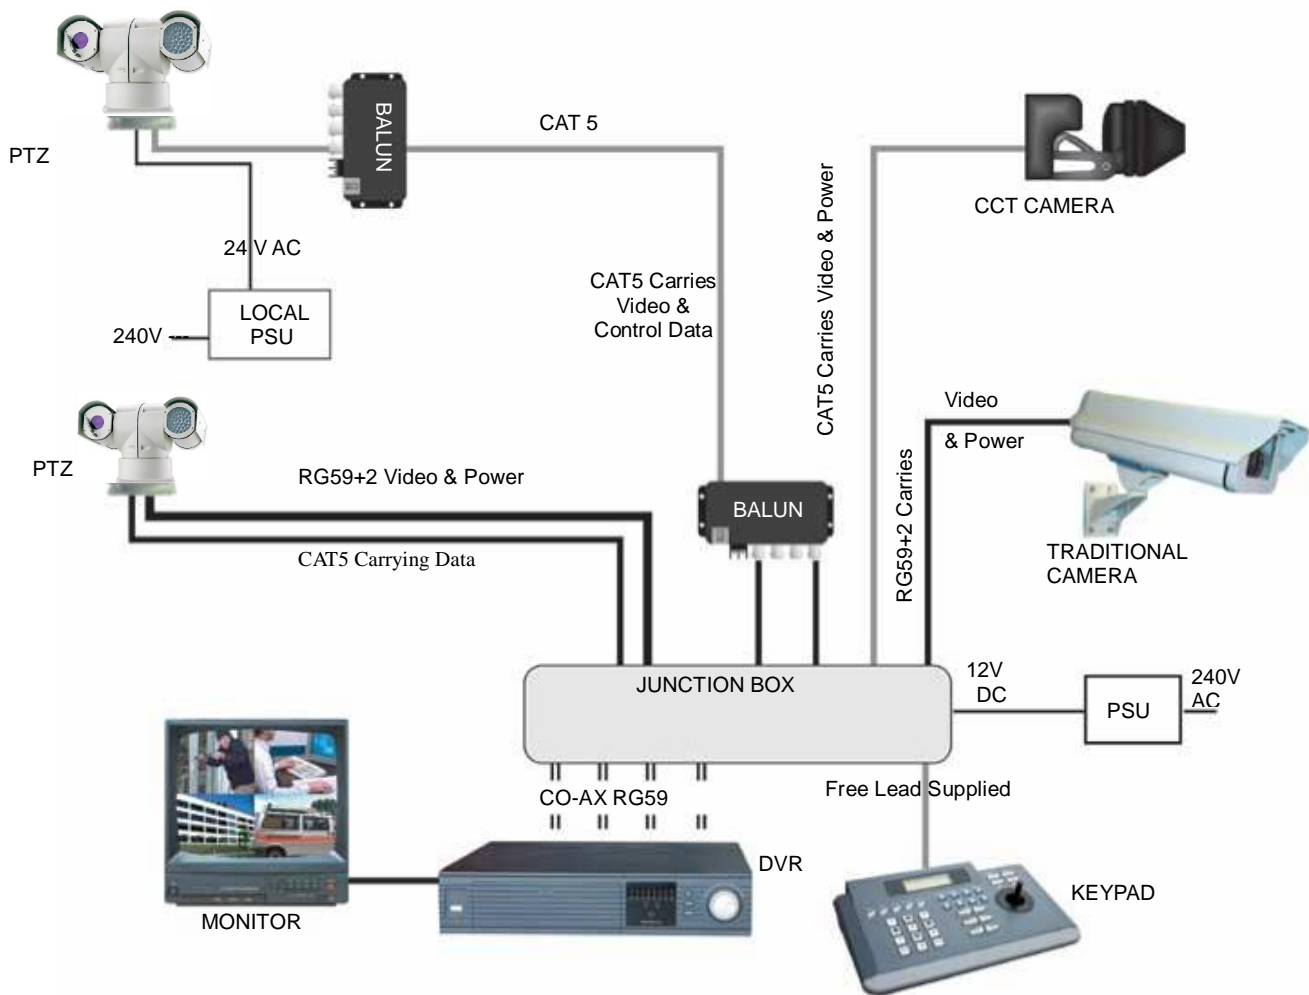 BALUN
CAT 5
PTZ
CCT CAMERA
24 V AC
CAT5 Carries
Video &
Control Data
CAT5 Carries Video & Power
LOCAL
PSU
240V
Video
& Power
PTZ
RG59+2 Video & Power
BALUN
RG59+2 Carries
CAT5 Carrying Data
TRADITIONAL
CAMERA
JUNCTION BOX
12V
DC
PSU
240V
AC
CO-AX RG59
Free Lead Supplied
DVR
KEYPAD
MONITOR